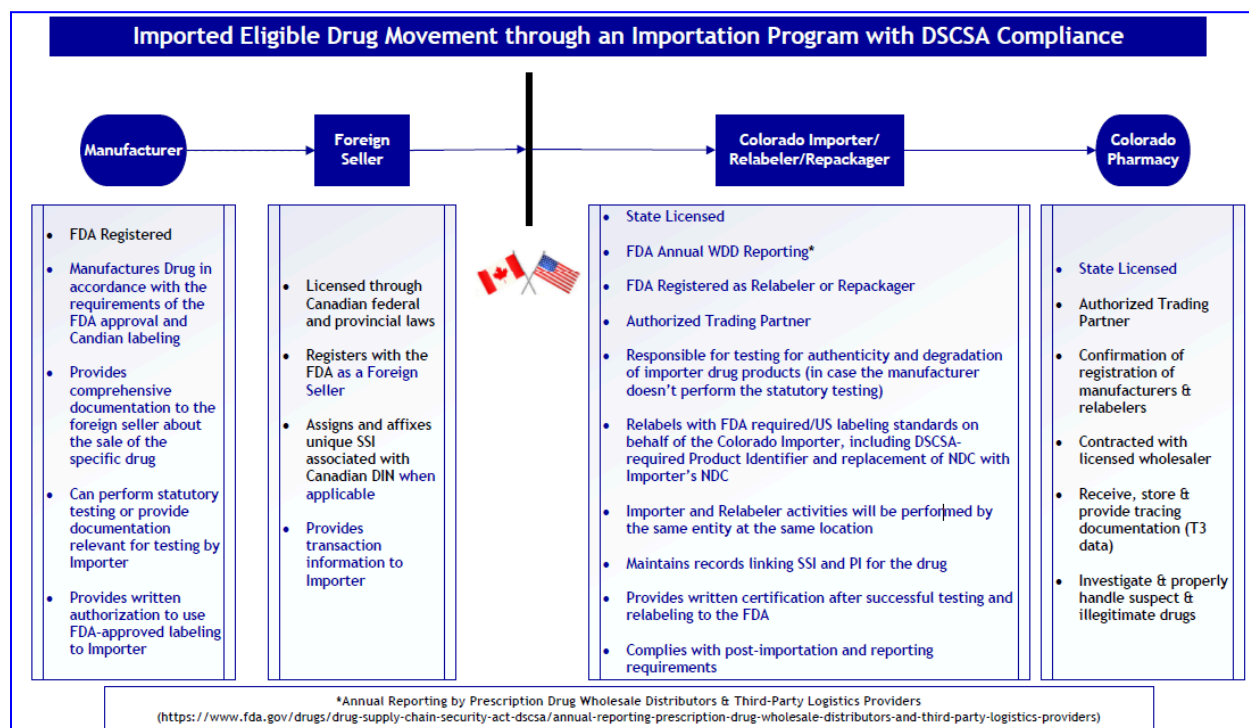 Imported Eligible Drug Movement through an Importation Program with DSCSA Compliance
Manufacturer
Foreign
Seller
Colorado Importer/
Relabeler/Repackager
Colorado
Pharmacy
• FDA Registered
• Manufactures Drug in
accordance with the
requirements of the
FDA approval and
Candian labeling
• Provides
comprehensive
documentation to the
foreign seller about
the sale of the
specific drug
• Can perform statutory
testing or provide
documentation
relevant for testing by
Importer
• Provides written
authorization to use
FDA-approved labeling
to Importer
• Licensed through
Canadian federal
and provincial laws
• Registers with the
FDA as a Foreign
Seller
• Assigns and affixes
unique SSI
associated with
Canadian DIN when
applicable
• Provides
transaction
information to
Importer
• State Licensed
• FDA Annual WDD Reporting*
• FDA Registered as Relabeler or Repackager
• Authorized Trading Partner
• Responsible for testing for authenticity and degradation
of importer drug products (in case the manufacturer
doesn't perform the statutory testing)
• Relabels with FDA required/US labeling standards on
behalf of the Colorado Importer, including DSCSA-
required Product Identifier and replacement of NDC with
Importer's NDC
• Importer and Relabeler activities will be performed by
the same entity at the same location
• Maintains records linking SSI and PI for the drug
• Provides written certification after successful testing and
relabeling to the FDA
• Complies with post-importation and reporting
requirements
• State Licensed
• Authorized Trading
Partner
• Confirmation of
registration of
manufacturers &
relabelers
• Contracted with
licensed wholesaler
• Receive, store &
provide tracing
documentation (T3
data)
• Investigate & properly
handle suspect &
illegitimate drugs
*Annual Reporting by Prescription Drug Wholesale Distributors & Third-Party Logistics Providers
(https://www.fda.gov/drugs/drug-supply-chain-security-act-dscsa/annual-reporting-prescription-drug-wholesale-distributors-and-third-party-logistics-providers)